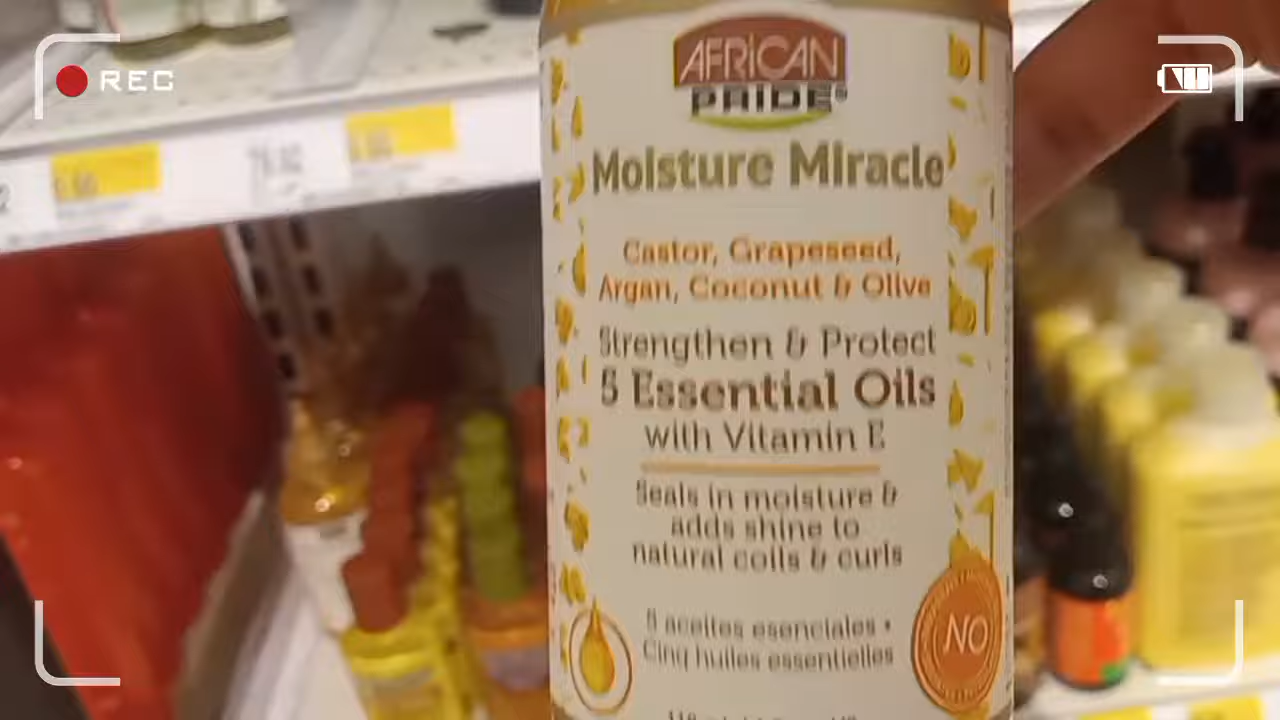 REC
AFRICAN
PRIDE
Moisture Miracle
Castor, Grapeseed,
Argan, Coconut & Olive
Strengthen & Protect
5 Essential Oils
with Vitamin E
Seals in moisture &
adds shine to
natural coils & curls
5 aceites esenciales •
Cinq huiles essentielles
NO